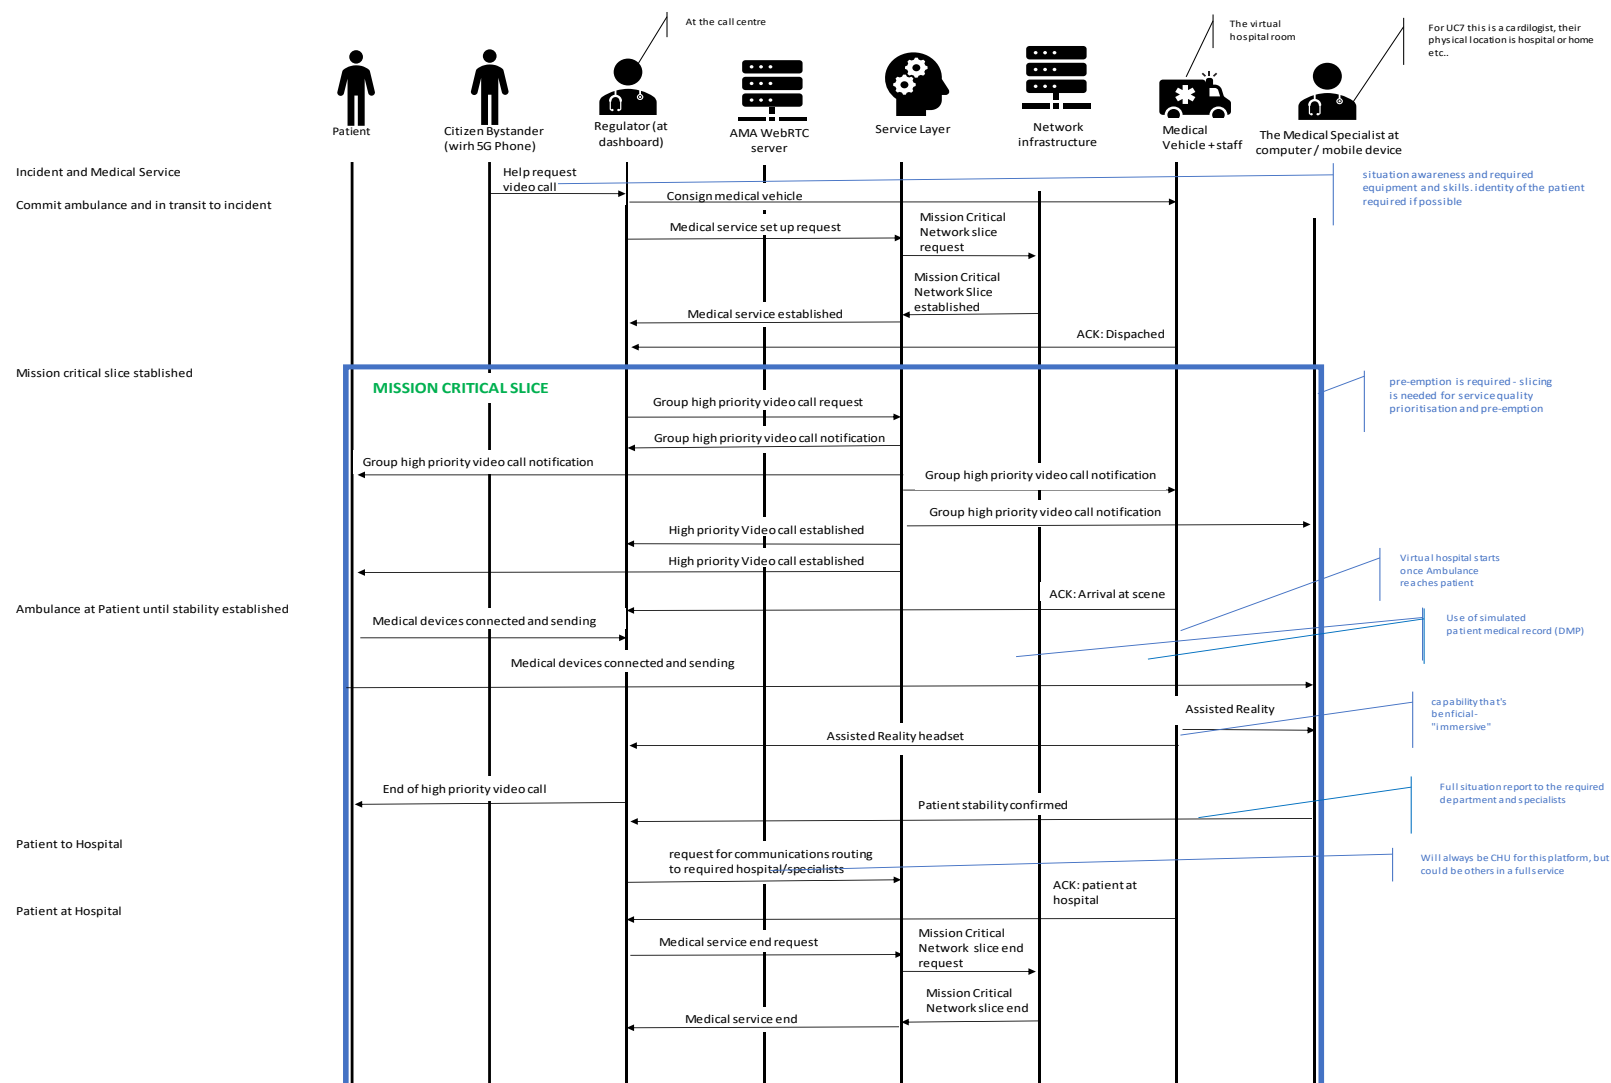 At the call centre
The virtual
hospital room
For UC7 this is a cardilogist, their
physical location is hospital or home
etc..
Patient
Citizen Bystander
(wirh 5G Phone)
Regulator (at
dashboard)
AMA WebRTC
server
Service Layer
Network
infrastructure
Medical
Vehicle + staff
The Medical Specialist at
computer / mobile device
Incident and Medical Service
Help request
video call
situation awareness and required
equipment and skills. identity of the patient
required if possible
Commit ambulance and in transit to incident
Consign medical vehicle
Medical service set up request
Mission Critical
Network slice
request
Mission Critical
Network Slice
established
Medical service established
ACK: Dispached
Mission critical slice stablished
MISSION CRITICAL SLICE
pre-emption is required - slicing
is needed for service quality
prioritisation and pre-emption
Group high priority video call request
Group high priority video call notification
Group high priority video call notification
Group high priority video call notification
Group high priority video call notification
High priority Video call established
High priority Video call established
Virtual hospital starts
once Ambulance
reaches patient
ACK: Arrival at scene
Ambulance at Patient until stability established
Medical devices connected and sending
Use of simulated
patient medical record (DMP)
Medical devices connected and sending
Assisted Reality
capability that's
benficial-
"immersive"
Assisted Reality headset
End of high priority video call
Patient stability confirmed
Full situation report to the required
department and specialists
Patient to Hospital
request for communications routing
to required hospital/specialists
Will always be CHU for this platform, but
could be others in a full service
ACK: patient at
hospital
Patient at Hospital
Medical service end request
Mission Critical
Network slice end
request
Mission Critical
Network slice end
Medical service end